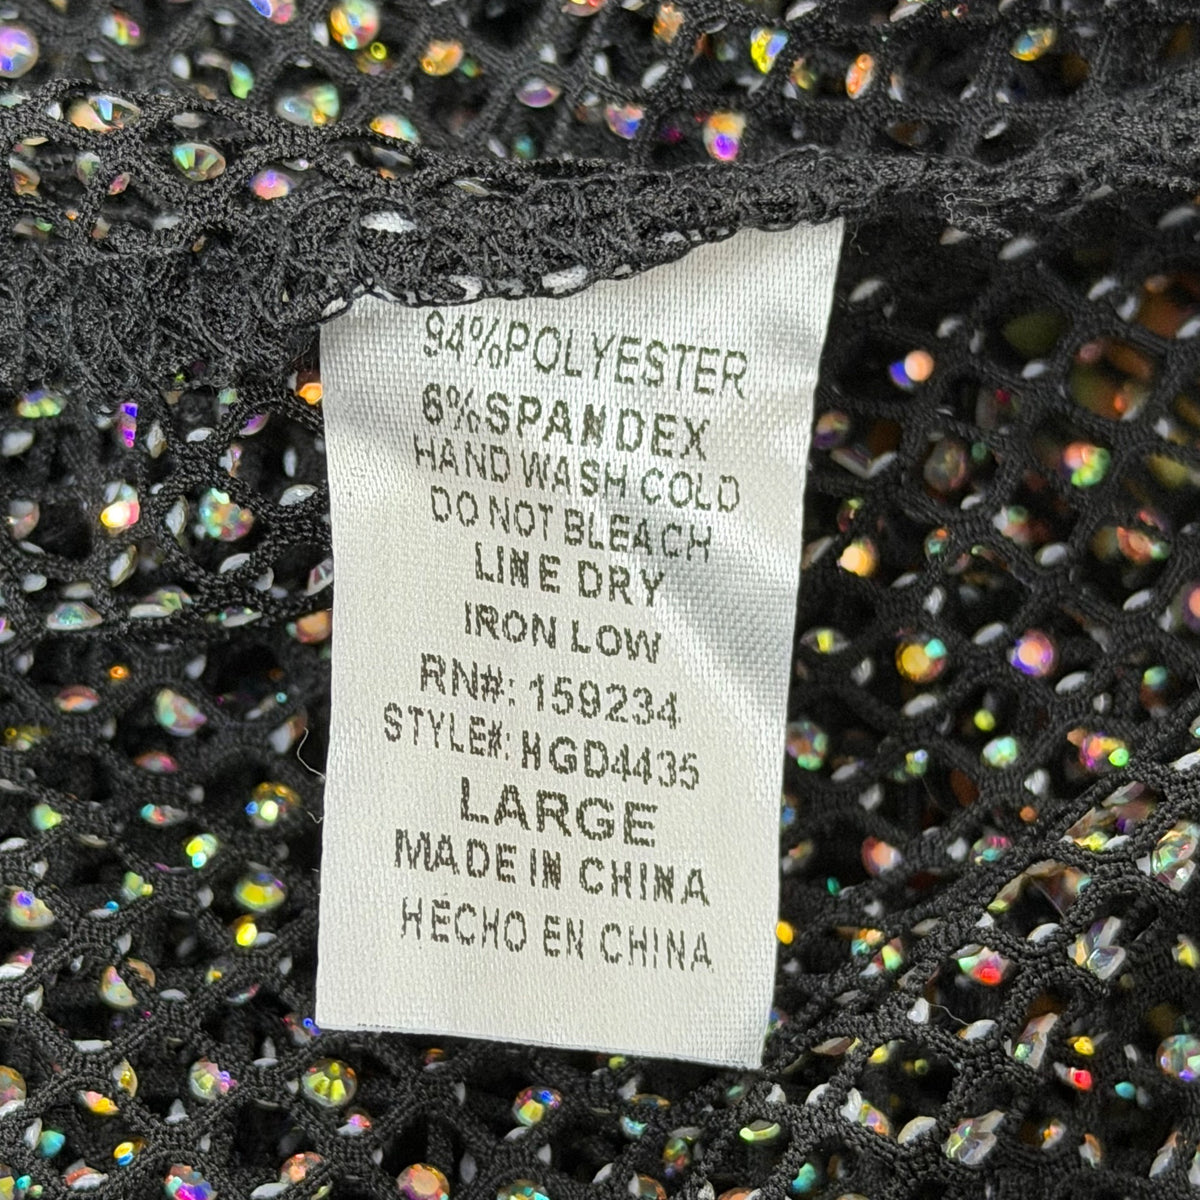 94%POLYESTER
6%SPANDEX
HAND WASH COLD
DO NOT BLEACH
LINE DRY
IRON LOW
RN#: 159234
STYLE#: HGD4435
LARGE
MADE IN CHINA
HECHO EN CHINA